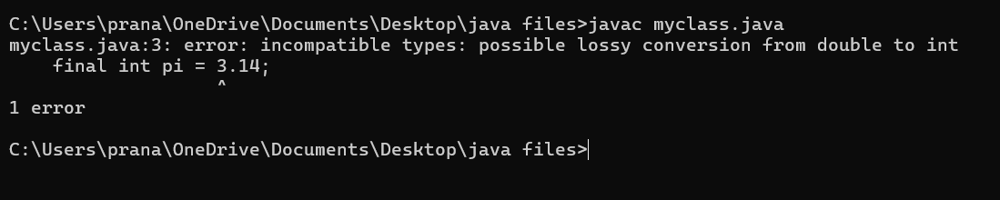 C:\Users\prana\OneDrive\Documents\Desktop\java files>javac myclass.java
myclass.java:3: error: incompatible types: possible lossy conversion from double to int
    final int pi = 3.14;
                   ^
1 error
C:\Users\prana\OneDrive\Documents\Desktop\java files>